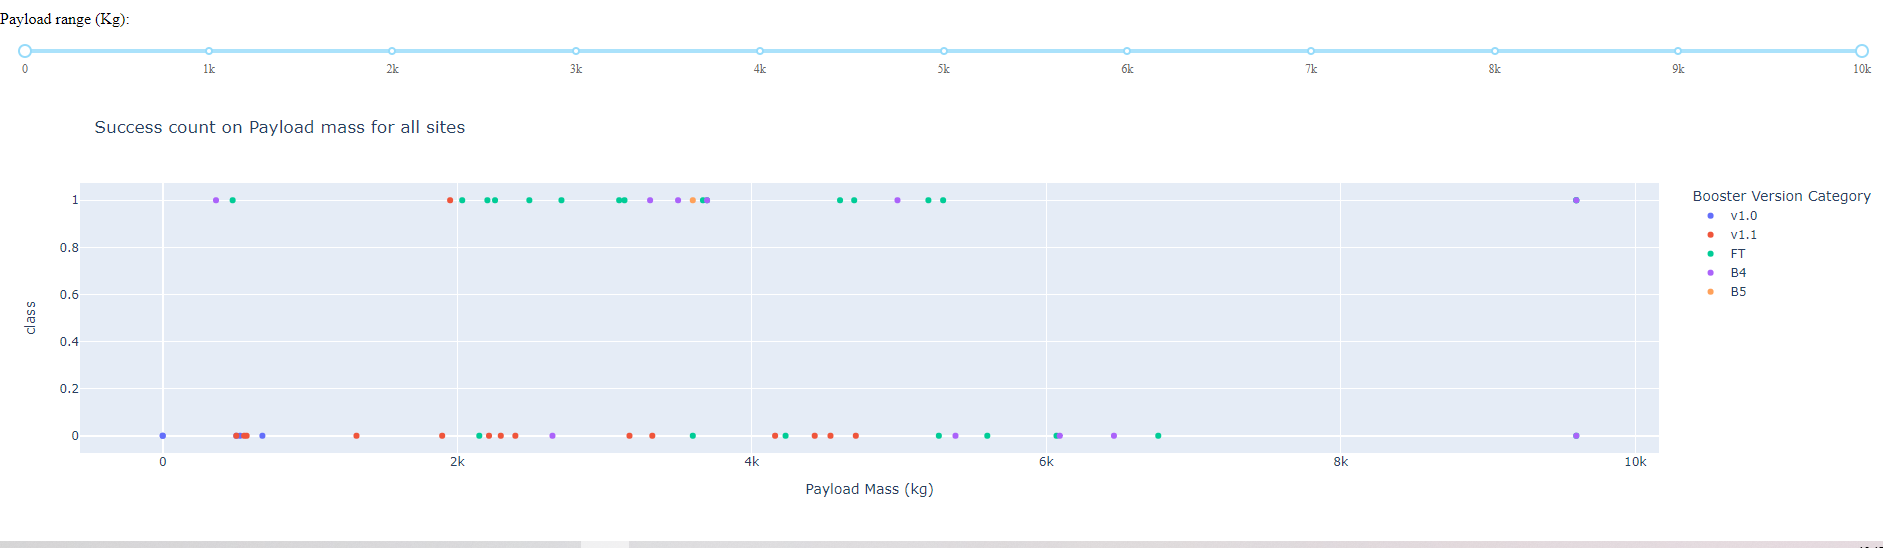 Payload range (Kg):
0 1k 2k 3k 4k 5k 6k 7k 8k 9k 10k
Success count on Payload mass for all sites
1
0.8
0.6
0.4
0.2
0
class
0 2k 4k 6k 8k 10k
Payload Mass (kg)
Booster Version Category
v1.0
v1.1
FT
B4
B5